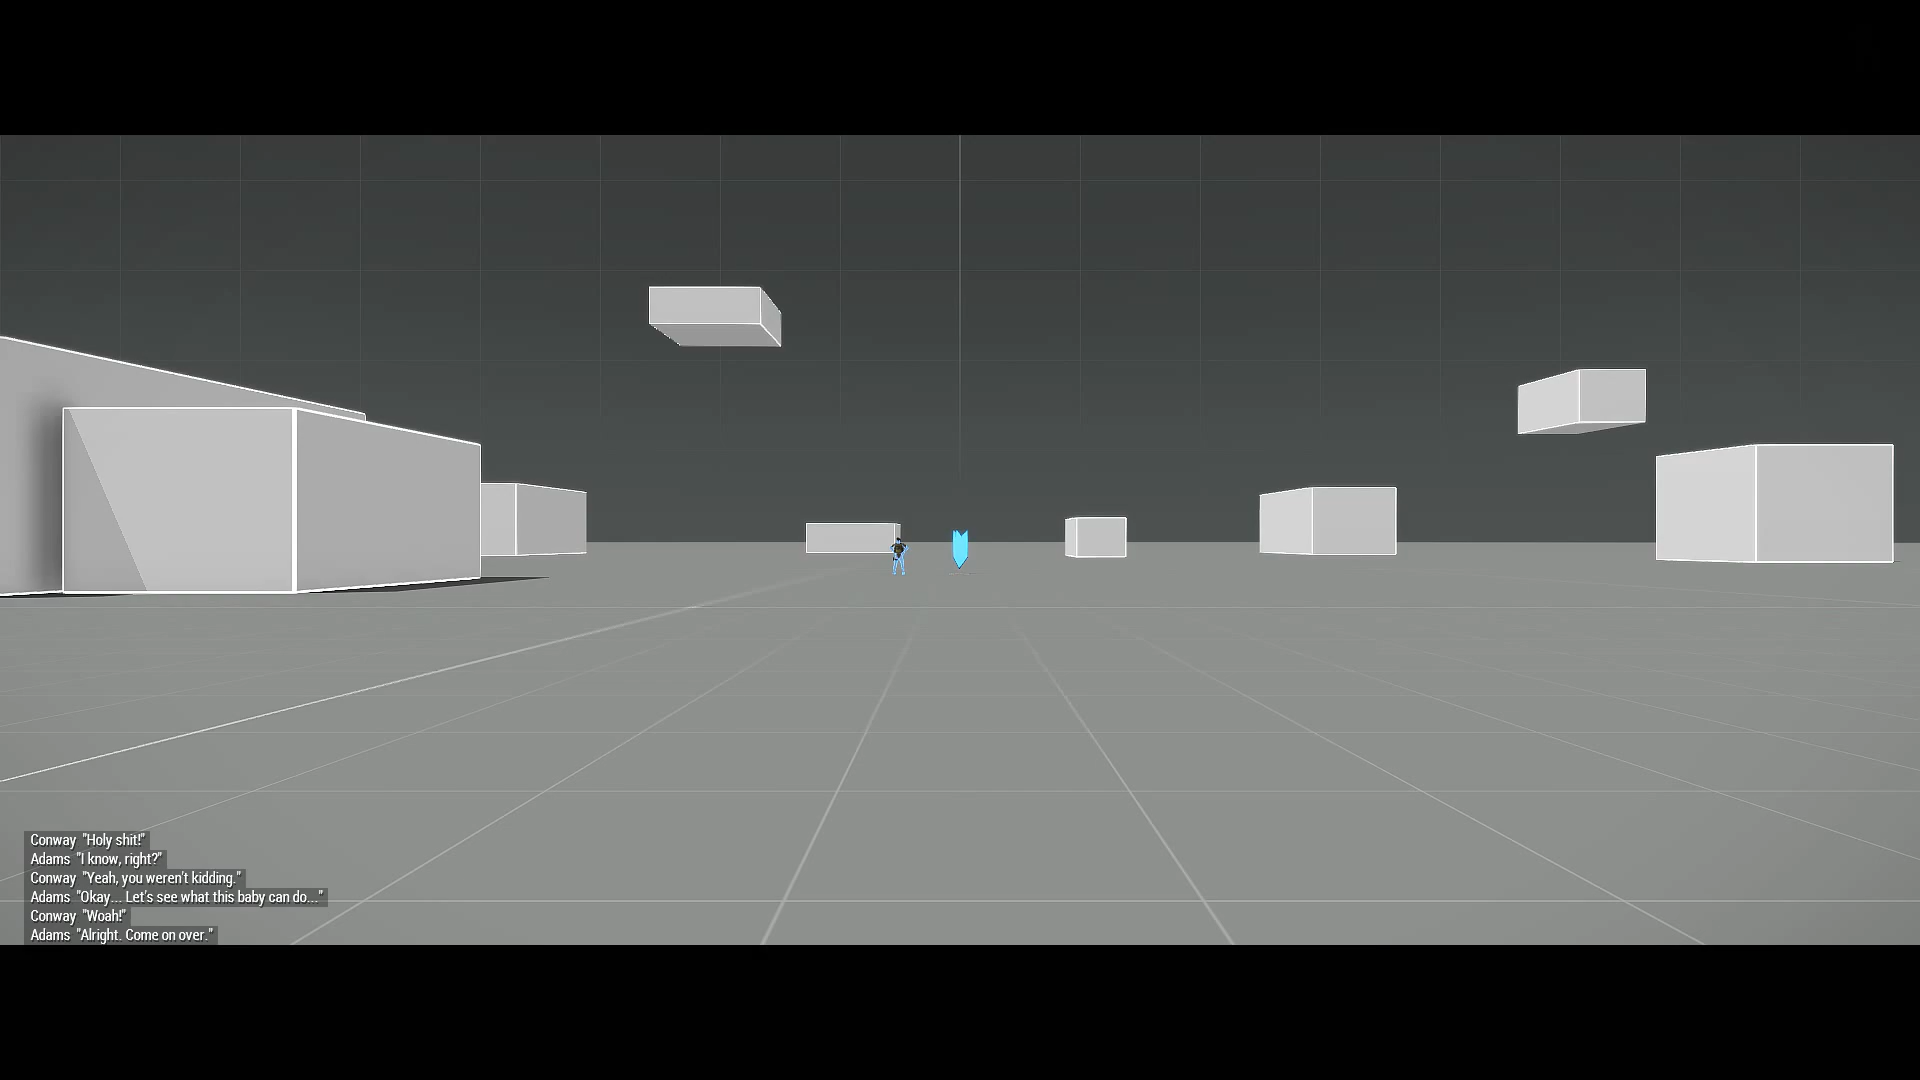 Conway "Holy shit!"
Adams "I know, right?"
Conway "Yeah, you weren't kidding."
Adams "Okay... Let's see what this baby can do..."
Conway "Woah!"
Adams "Alright. Come on over."